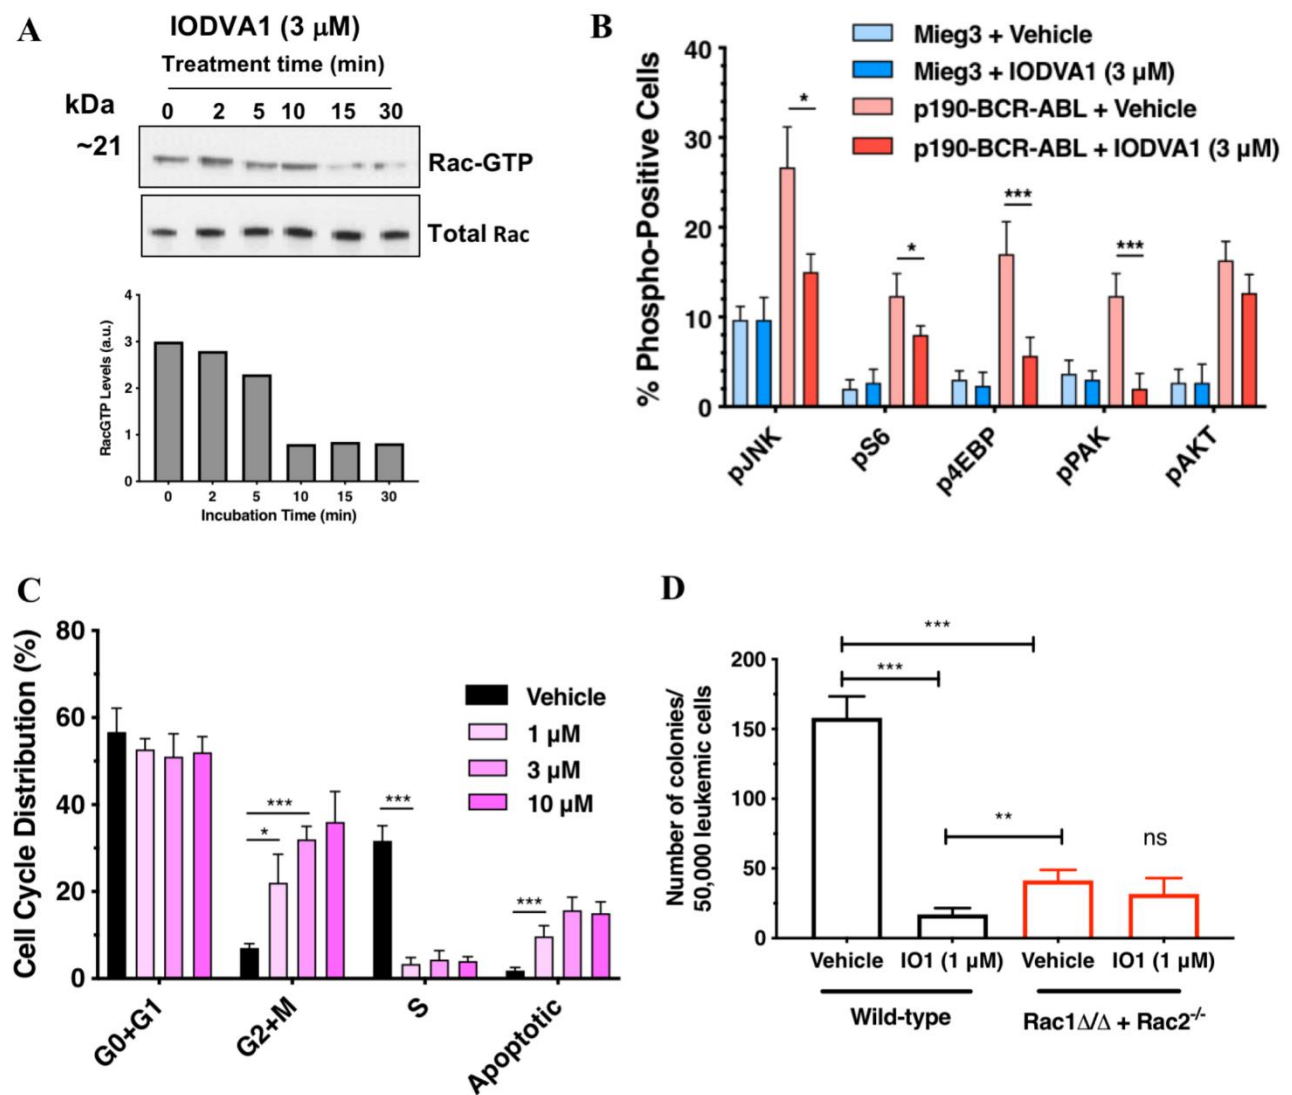 A
IODVA1 (3 µM)
Treatment time (min)
kDa
0 2 5 10 15 30
~21
Rac-GTP
Total Rac
RacGTP Levels (a.u.)
4
3
2
1
0
0 2 5 10 15 30
Incubation Time (min)
B
Mieg3 + Vehicle
Mieg3 + IODVA1 (3 µM)
p190-BCR-ABL + Vehicle
p190-BCR-ABL + IODVA1 (3 µM)
% Phospho-Positive Cells
40
30
20
10
0
*
*
***
***
pJNK pS6 p4EBP pPAK pAKT
C
Cell Cycle Distribution (%)
80
60
40
20
0
Vehicle
1 µM
3 µM
10 µM
***
*
***
***
G0+G1 G2+M S Apoptotic
D
Number of colonies/
50,000 leukemic cells
200
150
100
50
0
***
***
**
ns
Vehicle IO1 (1 µM) Vehicle IO1 (1 µM)
Wild-type Rac1Δ/Δ + Rac2-/-